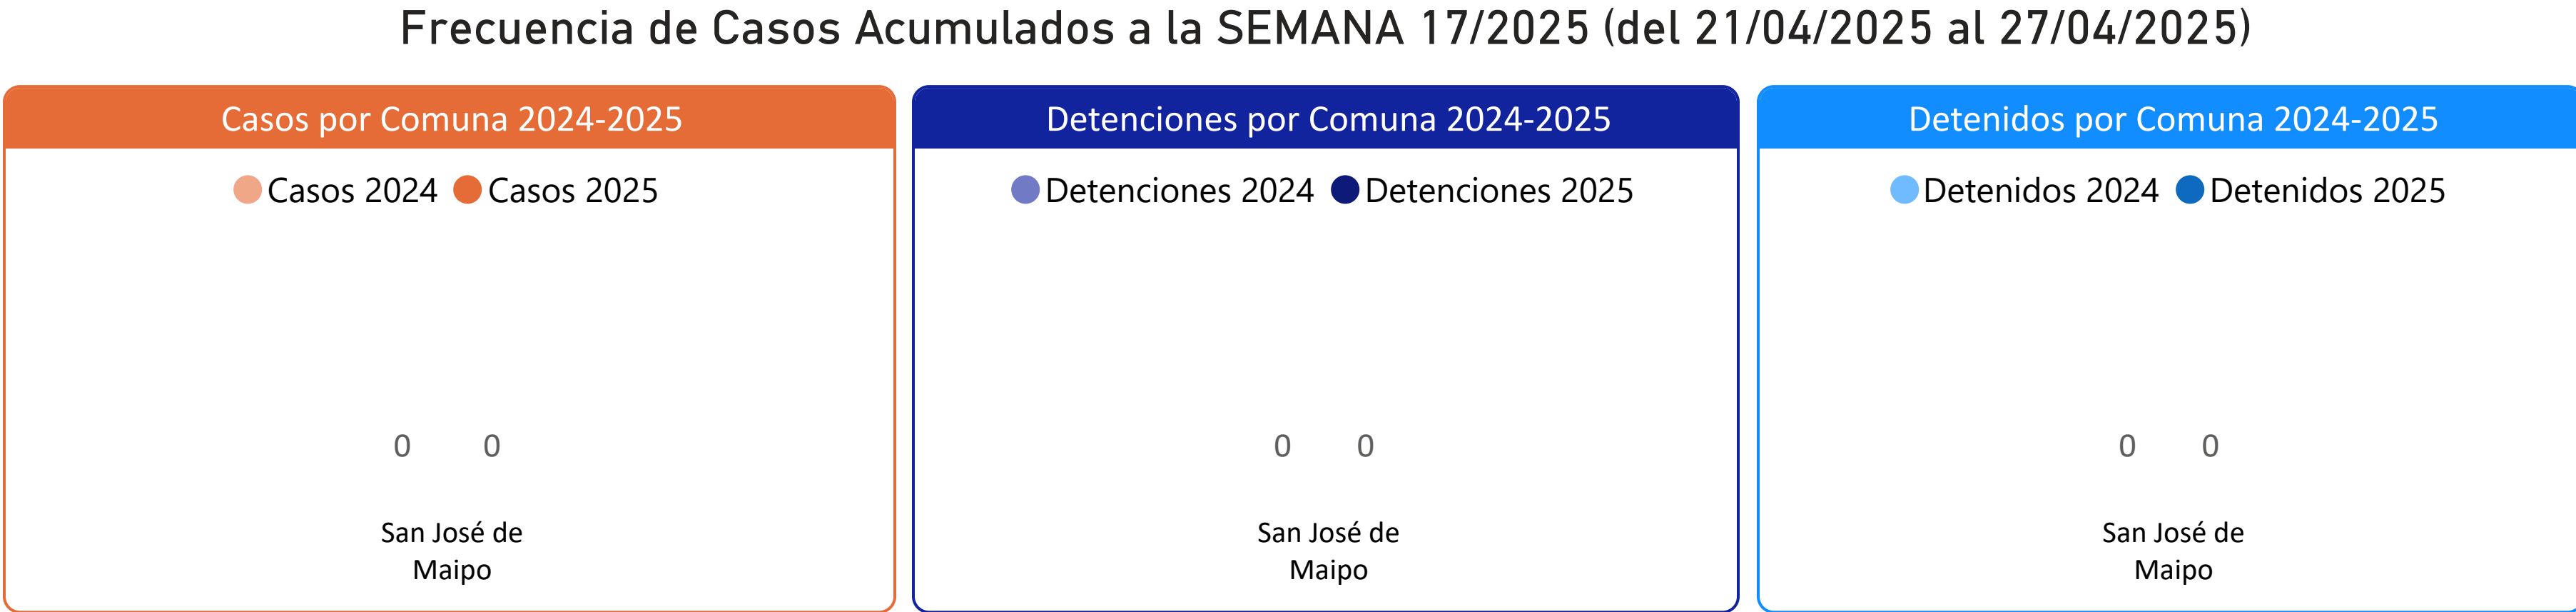 Frecuencia de Casos Acumulados a la SEMANA 17/2025 (del 21/04/2025 al 27/04/2025)
Casos por Comuna 2024-2025
Casos 2024 Casos 2025
0 0
San José de
Maipo
Detenciones por Comuna 2024-2025
Detenciones 2024 Detenciones 2025
0 0
San José de
Maipo
Detenidos por Comuna 2024-2025
Detenidos 2024 Detenidos 2025
0 0
San José de
Maipo